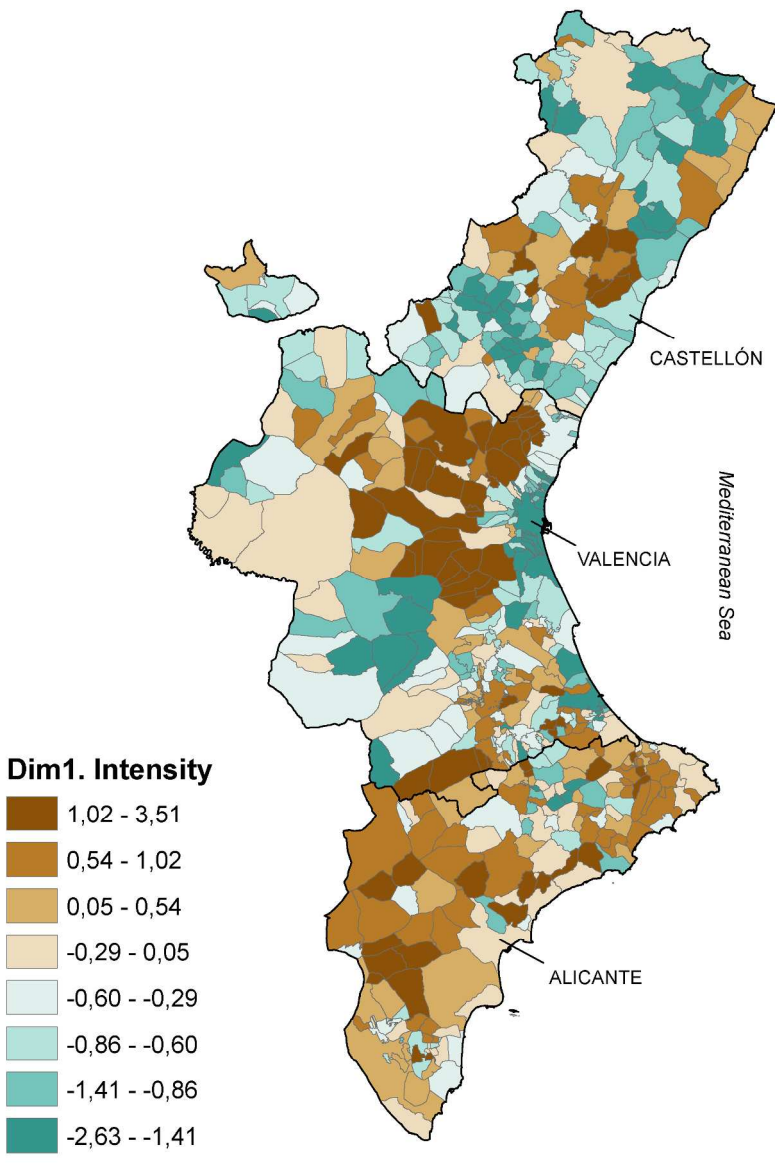 CASTELLÓN
Mediterranean Sea
VALENCIA
Dim1. Intensity
1,02 - 3,51
0,54 - 1,02
0,05 - 0,54
-0,29 - 0,05
-0,60 - -0,29
-0,86 - -0,60
-1,41 - -0,86
-2,63 - -1,41
ALICANTE